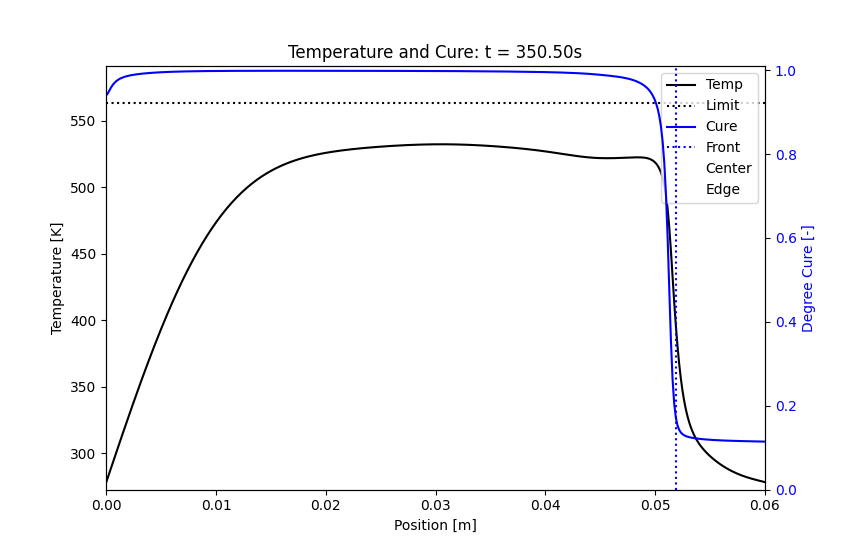 Temperature and Cure: t = 350.50s
Temp
Limit
Cure
Front
Center
Edge
Temperature [K]
550
500
450
400
350
300
Degree Cure [-]
1.0
0.8
0.6
0.4
0.2
0.0
0.00 0.01 0.02 0.03 0.04 0.05 0.06
Position [m]